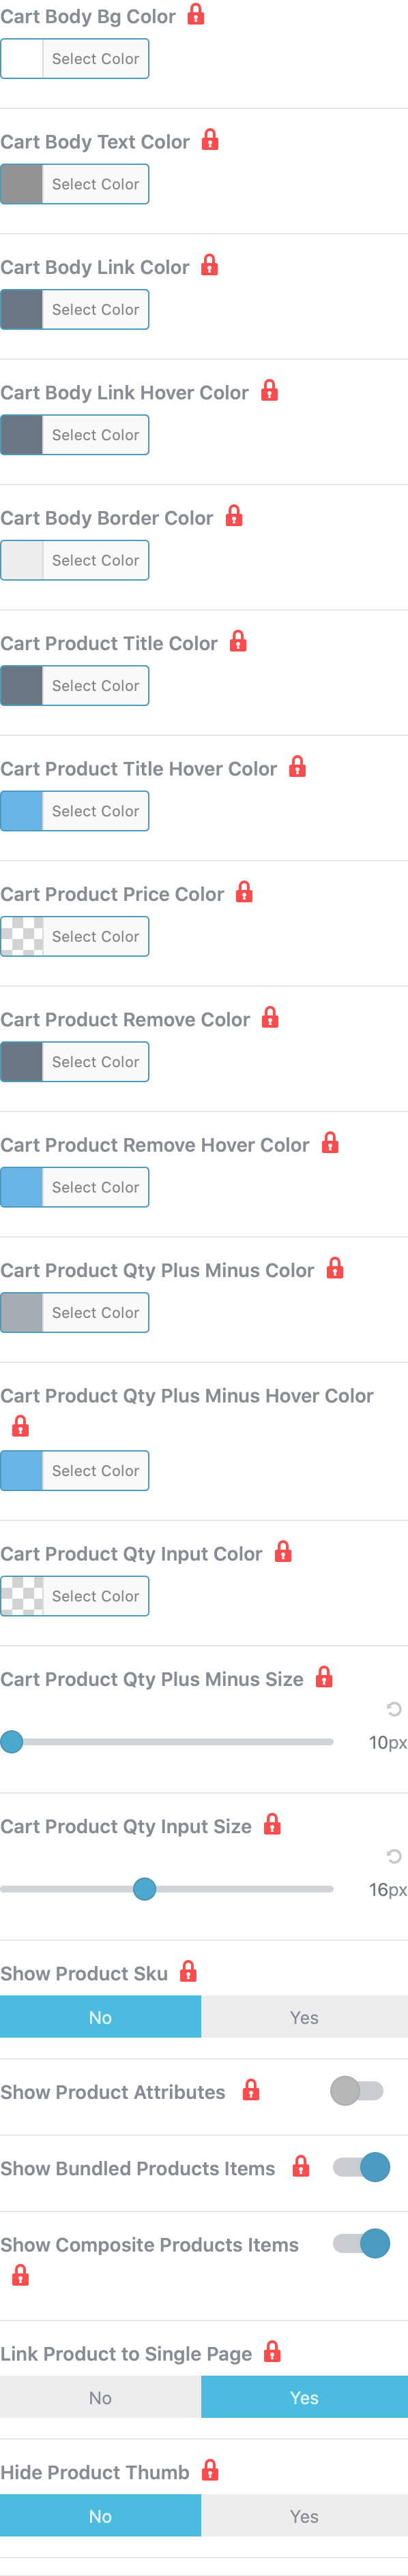 Cart Body Bg Color
Select Color
Cart Body Text Color
Select Color
Cart Body Link Color
Select Color
Cart Body Link Hover Color
Select Color
Cart Body Border Color
Select Color
Cart Product Title Color
Select Color
Cart Product Title Hover Color
Select Color
Cart Product Price Color
Select Color
Cart Product Remove Color
Select Color
Cart Product Remove Hover Color
Select Color
Cart Product Qty Plus Minus Color
Select Color
Cart Product Qty Plus Minus Hover Color
Select Color
Cart Product Qty Input Color
Select Color
Cart Product Qty Plus Minus Size
10px
Cart Product Qty Input Size
16px
Show Product Sku
No Yes
Show Product Attributes
Show Bundled Products Items
Show Composite Products Items
Link Product to Single Page
No Yes
Hide Product Thumb
No Yes